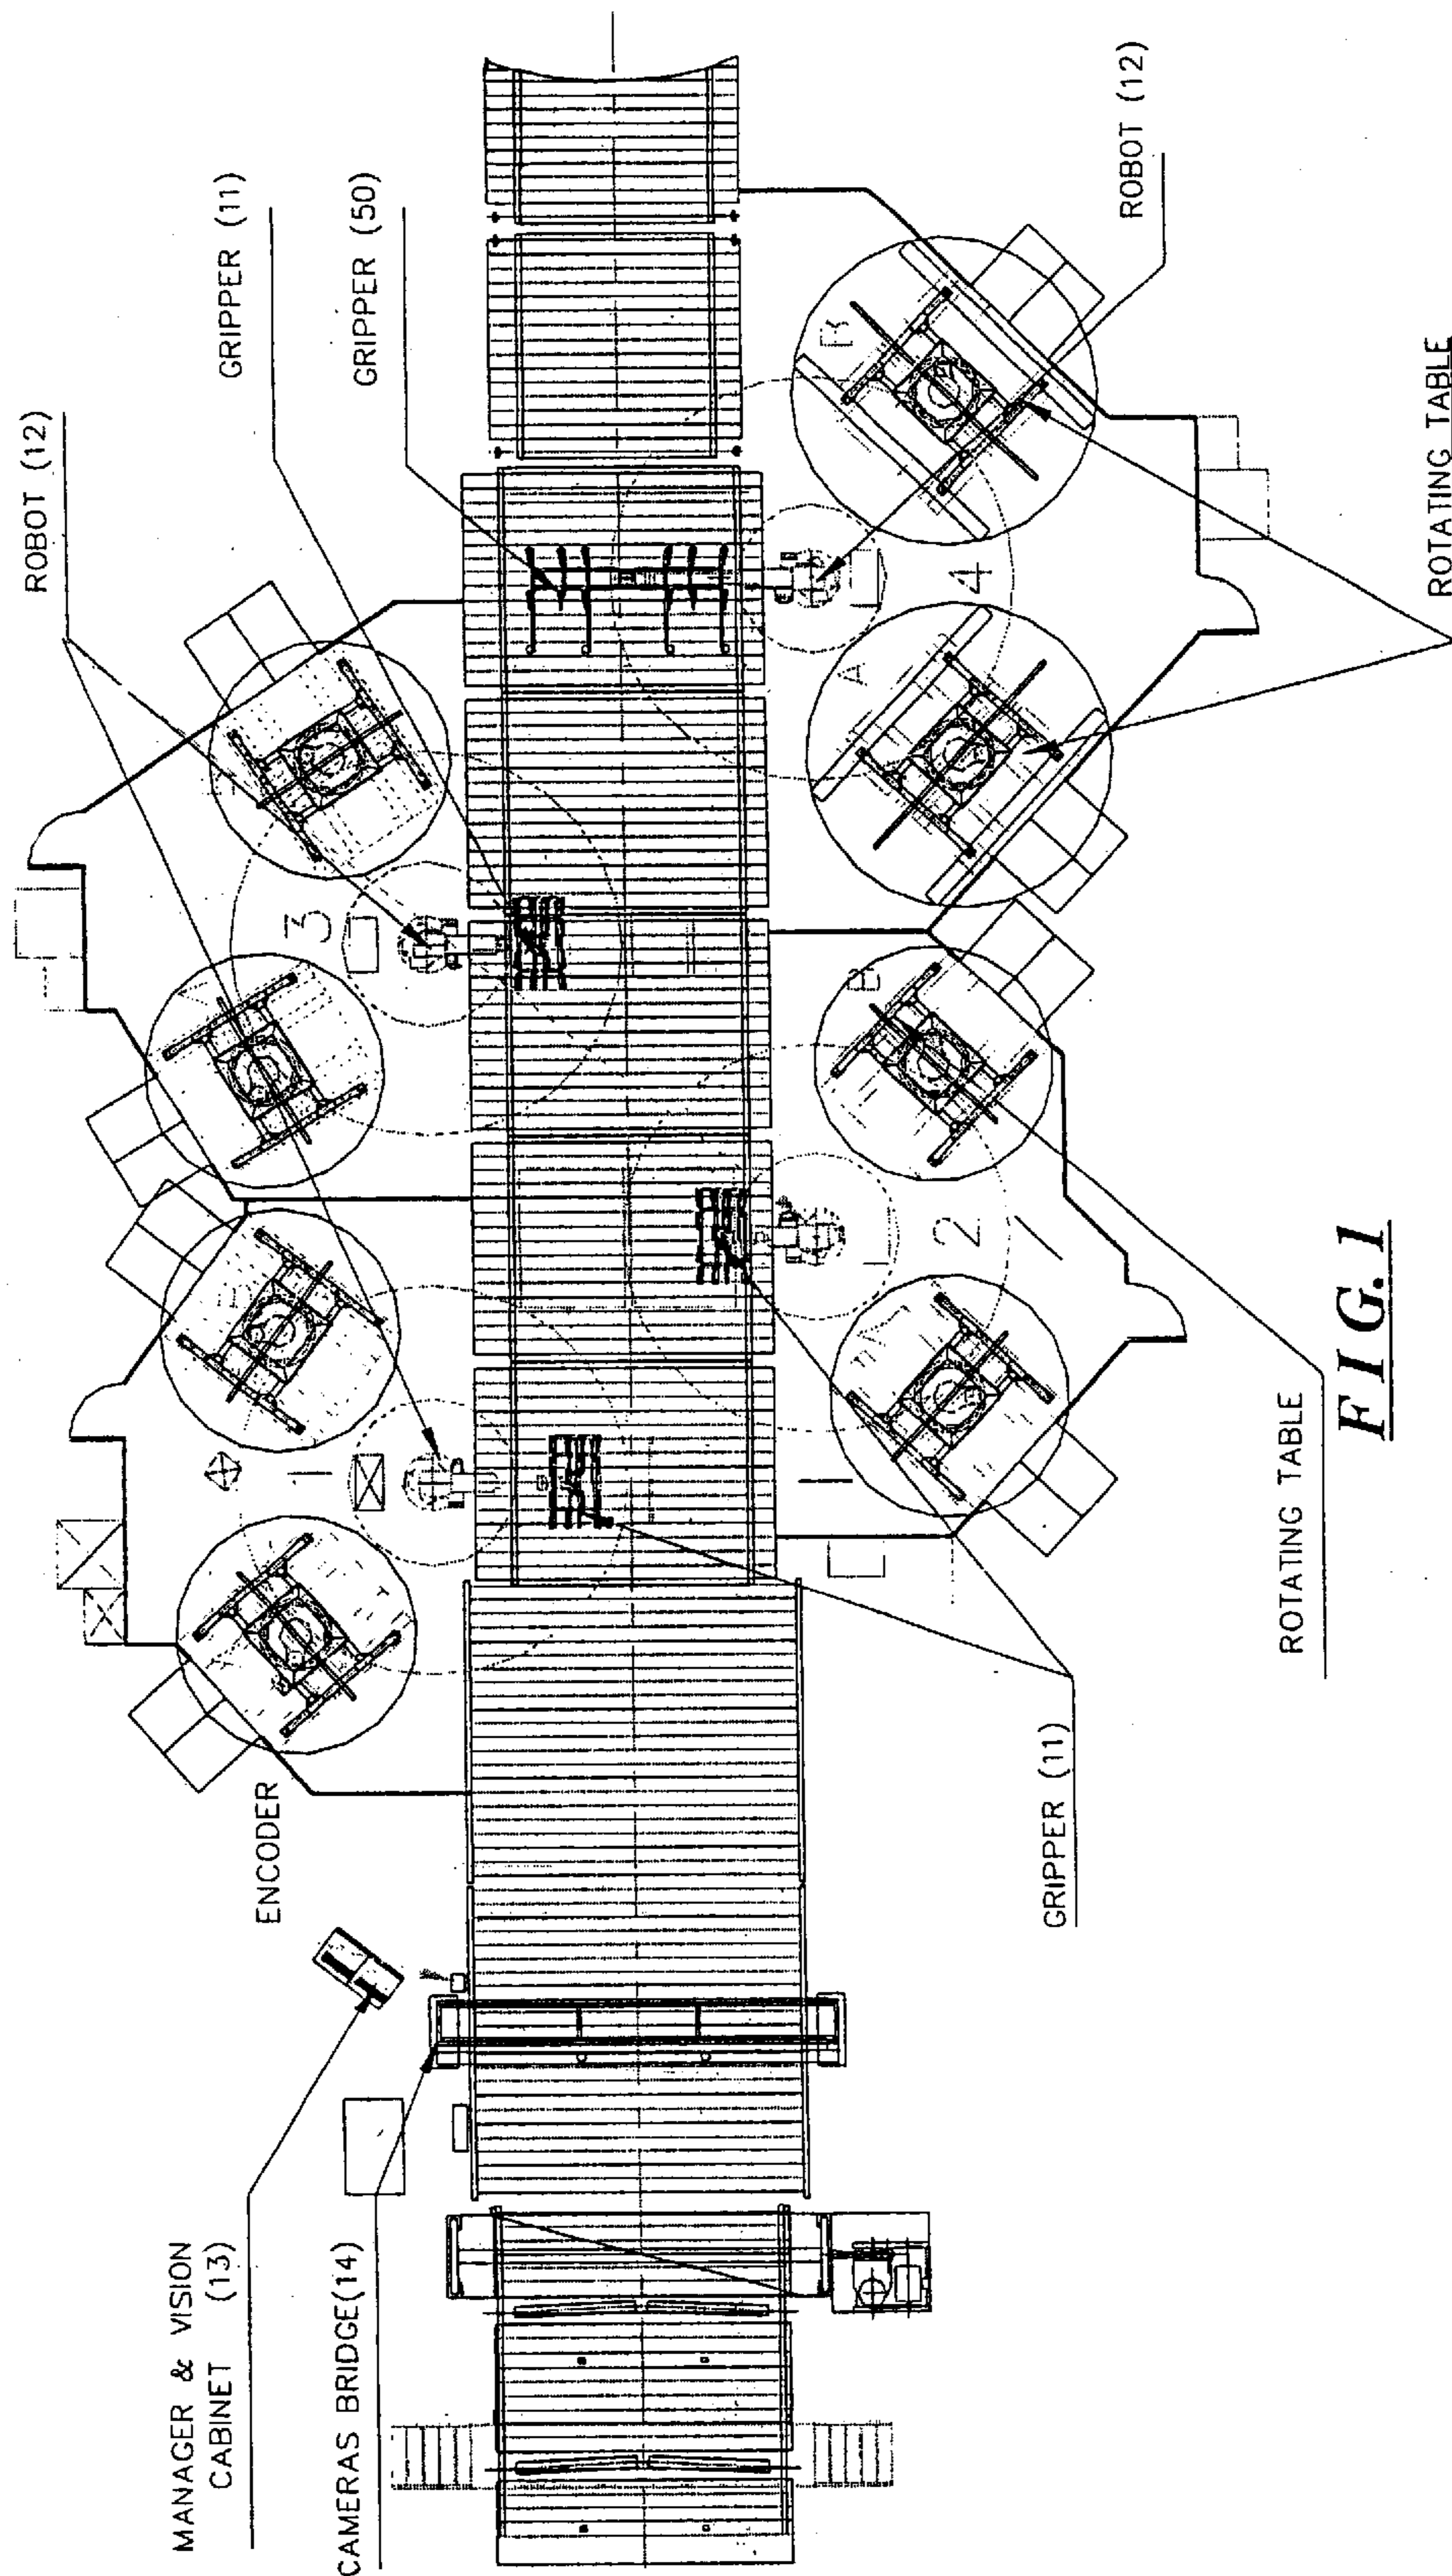 MANAGER & VISION
CABINET (13)
CAMERAS BRIDGE(14)
ENCODER
ROBOT (12)
GRIPPER (11)
GRIPPER (50)
1
3
2
4
A
B
ROBOT (12)
ROTATING TABLE
ROTATING TABLE
GRIPPER (11)
FIG.1